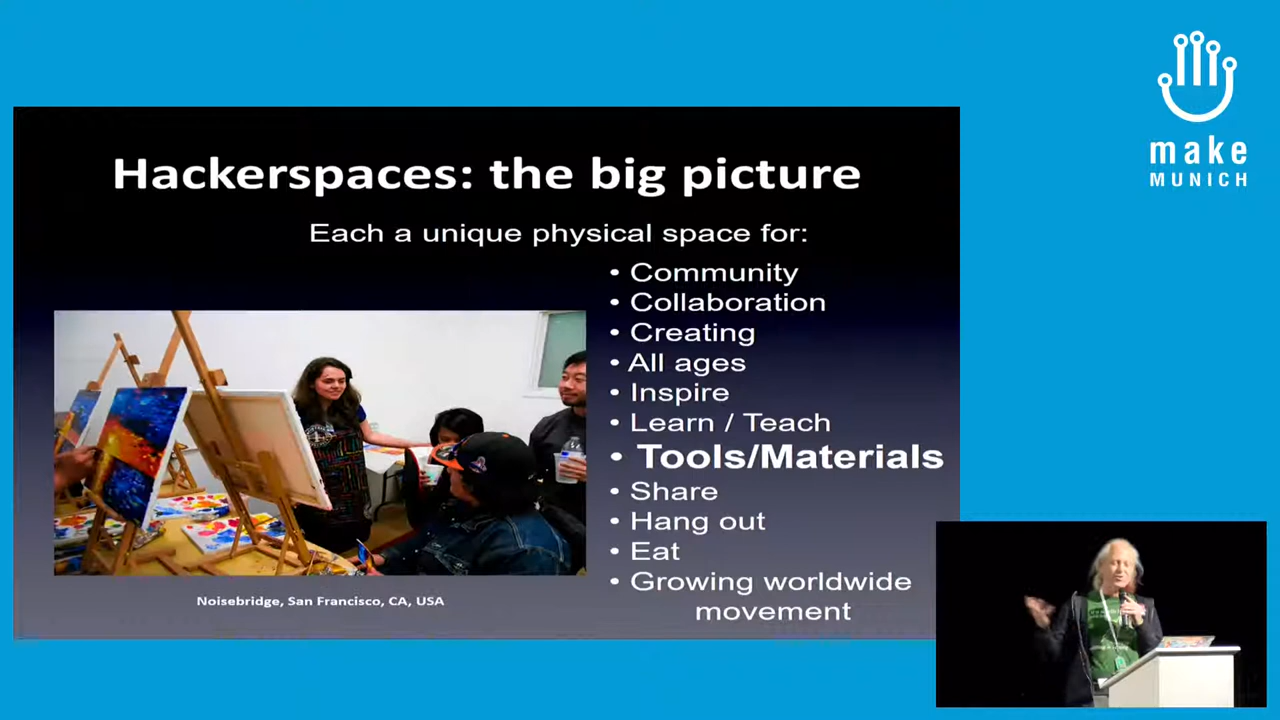 make
MUNICH
Hackerspaces: the big picture
Each a unique physical space for:
• Community
• Collaboration
• Creating
• All ages
• Inspire
• Learn / Teach
• Tools/Materials
• Share
• Hang out
• Eat
• Growing worldwide
movement
Noisebridge, San Francisco, CA, USA